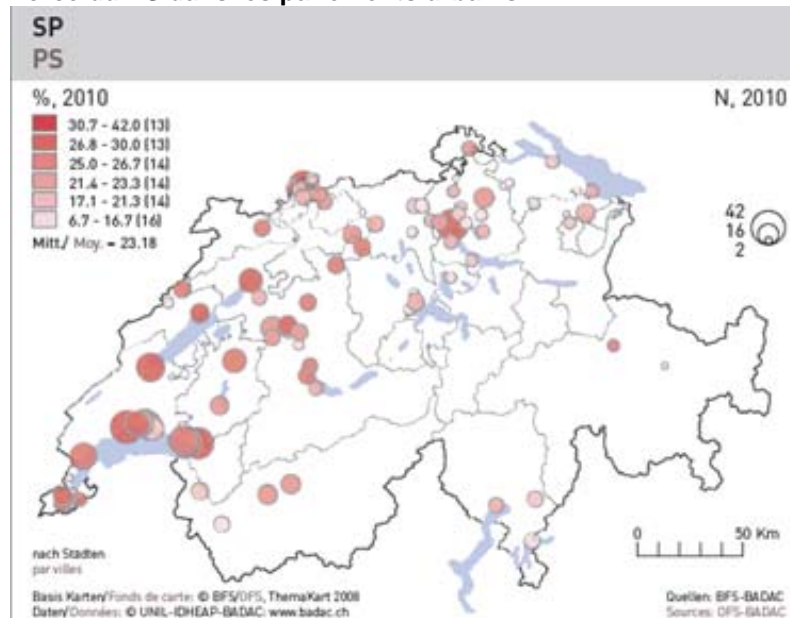 SP
PS
%, 2010
N, 2010
30.7 - 42.0 (13)
26.8 - 30.0 (13)
25.0 - 26.7 (14)
21.4 - 23.3 (14)
17.1 - 21.3 (14)
6.7 - 16.7 (16)
Mitt./ Moy. = 23.18
42
16
2
0 50 Km
nach Städten
par villes
Basis Karten/Fonds de carte: © BFS/OFS, ThemaKart 2008
Daten/Données: © UNIL-IDHEAP-BADAC: www.badac.ch
Quellen: BFS-BADAC
Sources: OFS-BADAC